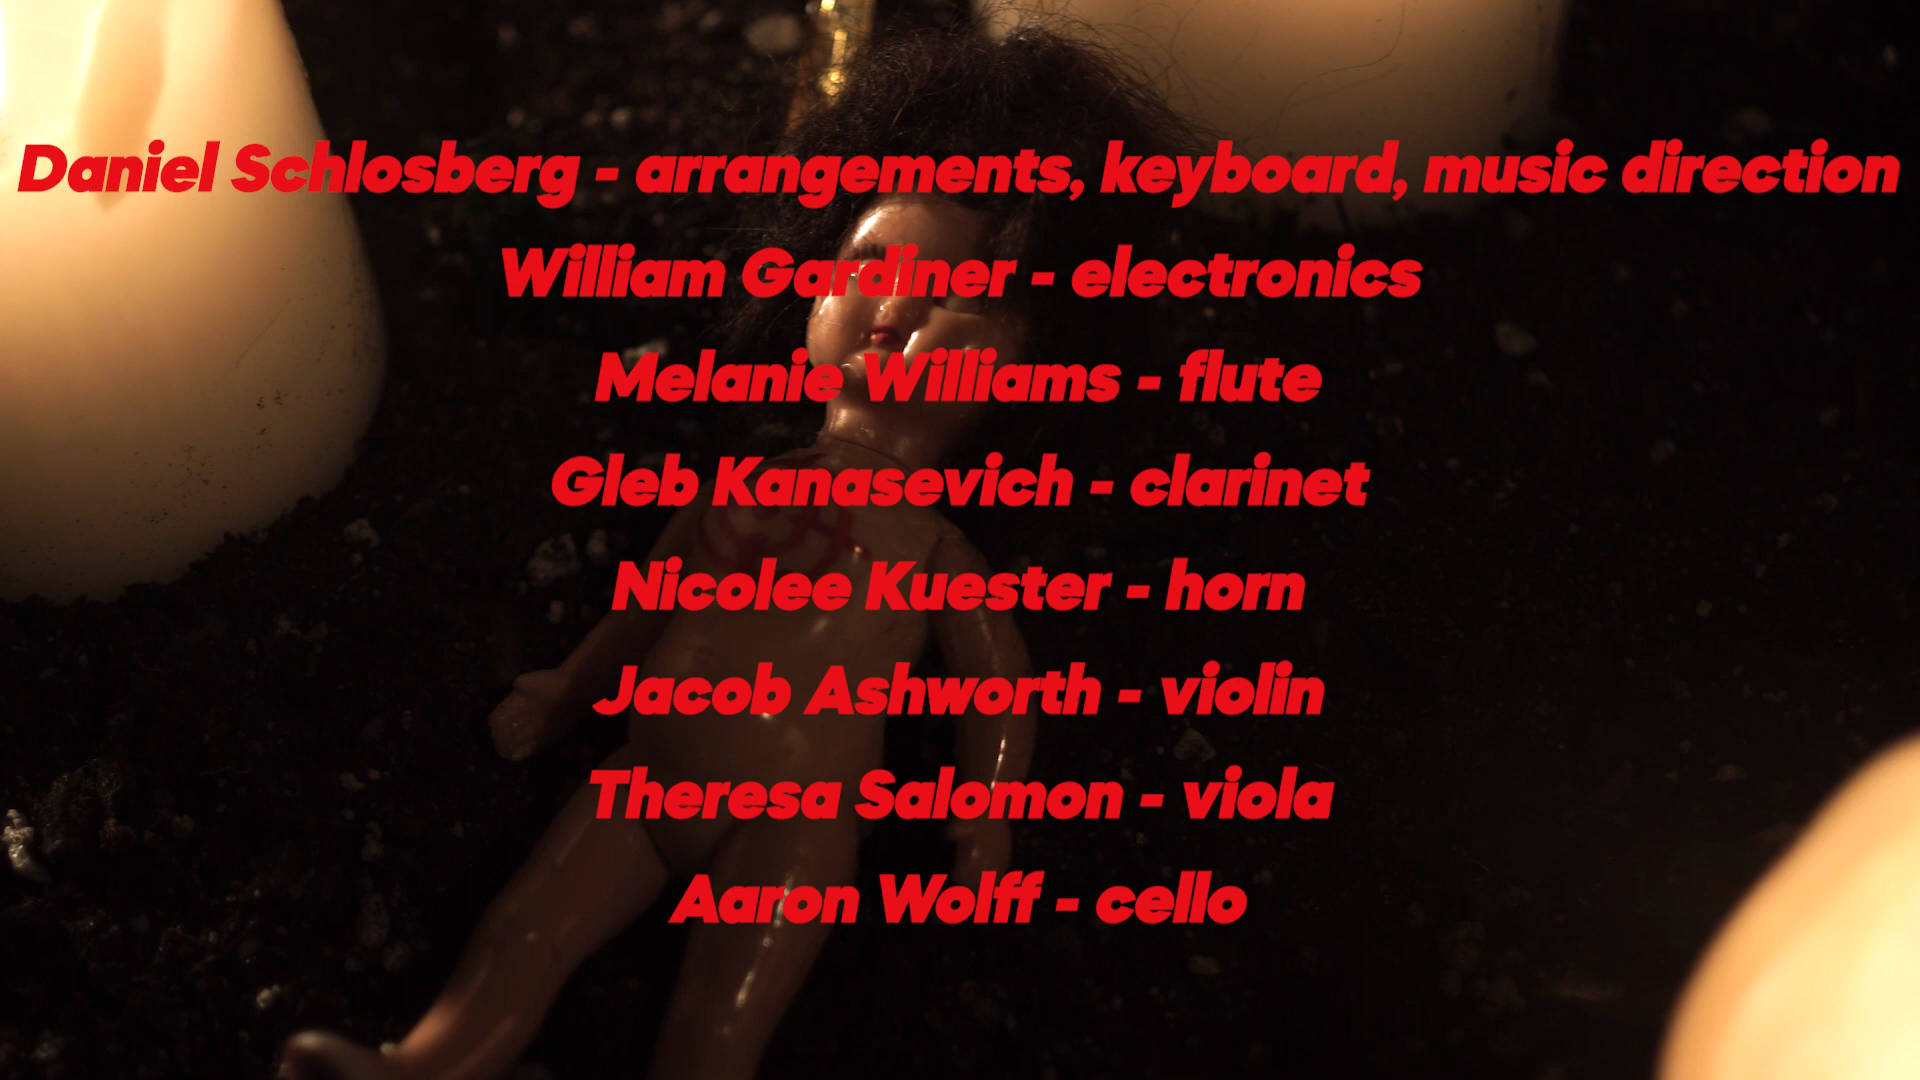 Daniel Schlosberg - arrangements, keyboard, music direction
William Gardiner - electronics
Melanie Williams - flute
Gleb Kanasevich - clarinet
Nicolee Kuester - horn
Jacob Ashworth - violin
Theresa Salomon - viola
Aaron Wolff - cello